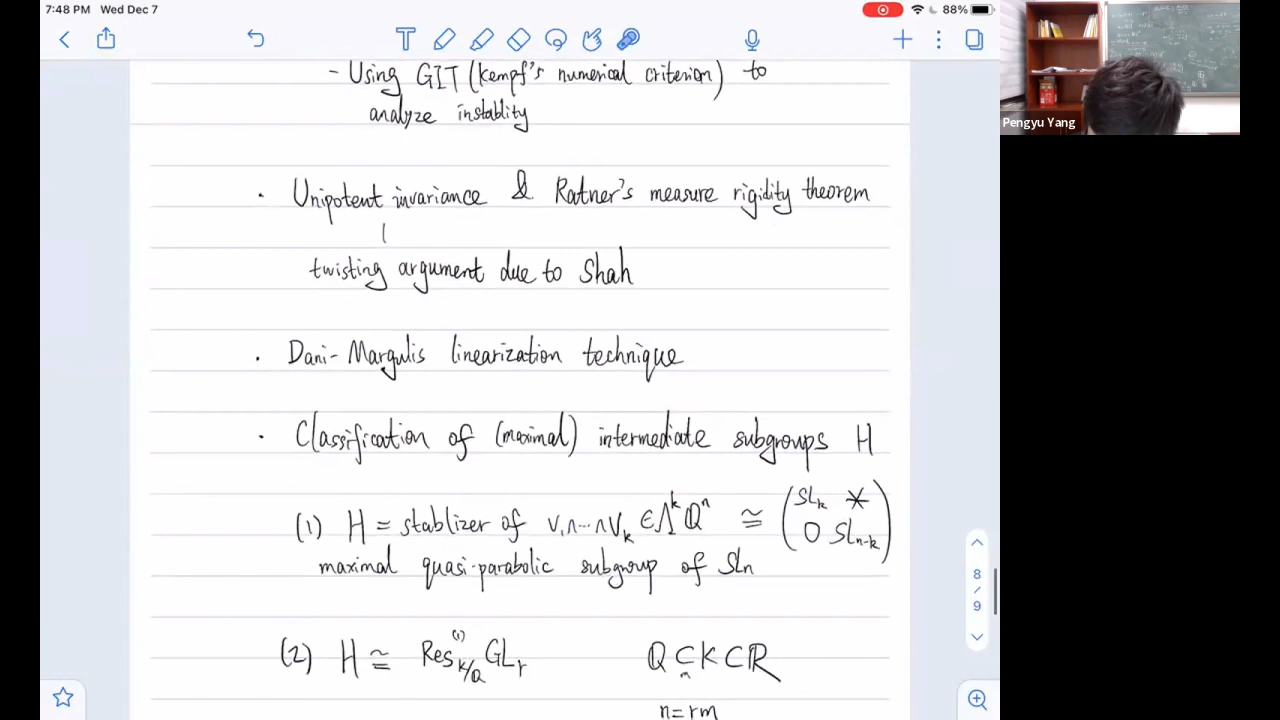 7:48 PM Wed Dec 7
88%
- Using GIT (Kempf's numerical criterion) to
analyze instablity
Pengyu Yang
· Unipotent invariance & Ratner's measure rigidity theorem
twisting argument due to Shah
· Dani-Margulis linearization technique
· Classification of (maximal) intermediate subgroups H
(1) H = stablizer of v₁∧···∧vₖ ∈ Λᵏ Qⁿ ≅ (SLₖ * 0 SLₙ₋ₖ)
maximal quasi-parabolic subgroup of SLn
(2) H ≅ Res⁽¹⁾_K/Q GLᵣ Q ⊂ K ⊂ R
m
n=rm
8
/
9